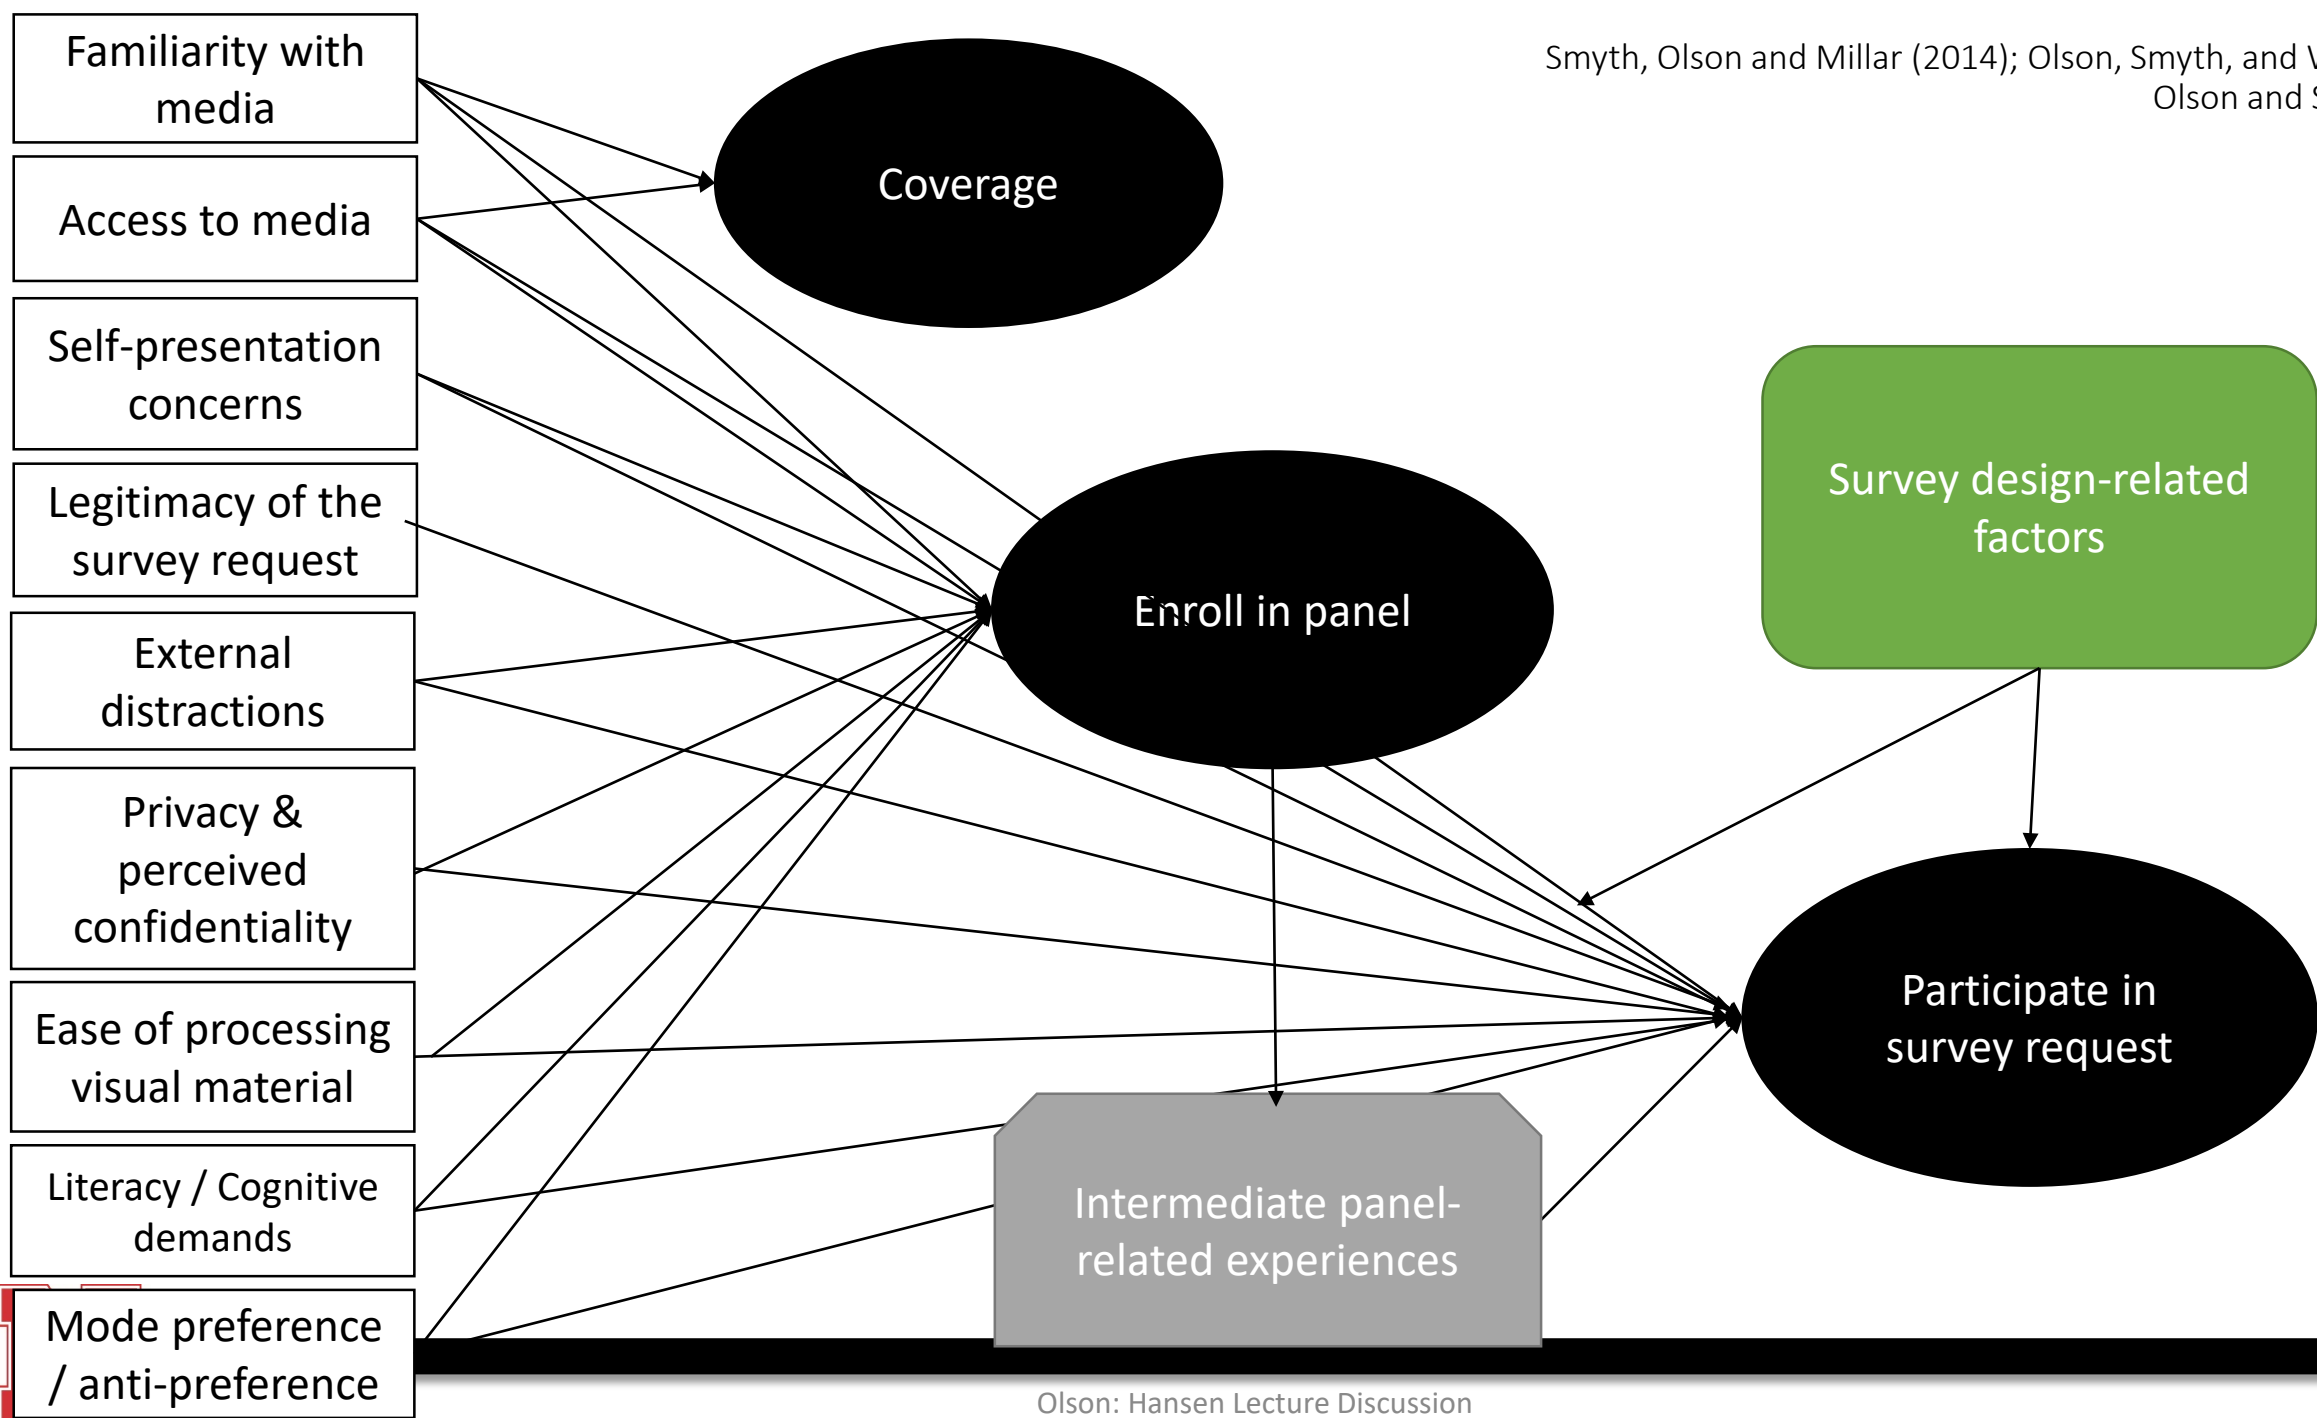 Familiarity with
media
Smyth, Olson and Millar (2014); Olson, Smyth, and
Olson and
Access to media
Coverage
Self-presentation
concerns
Legitimacy of the
survey request
Survey design-related
factors
External
distractions
Enroll in panel
Privacy &
perceived
confidentiality
Participate in
survey request
Ease of processing
visual material
Literacy / Cognitive
demands
Intermediate panel-
related experiences
Mode preference
/ anti-preference
Olson: Hansen Lecture Discussion